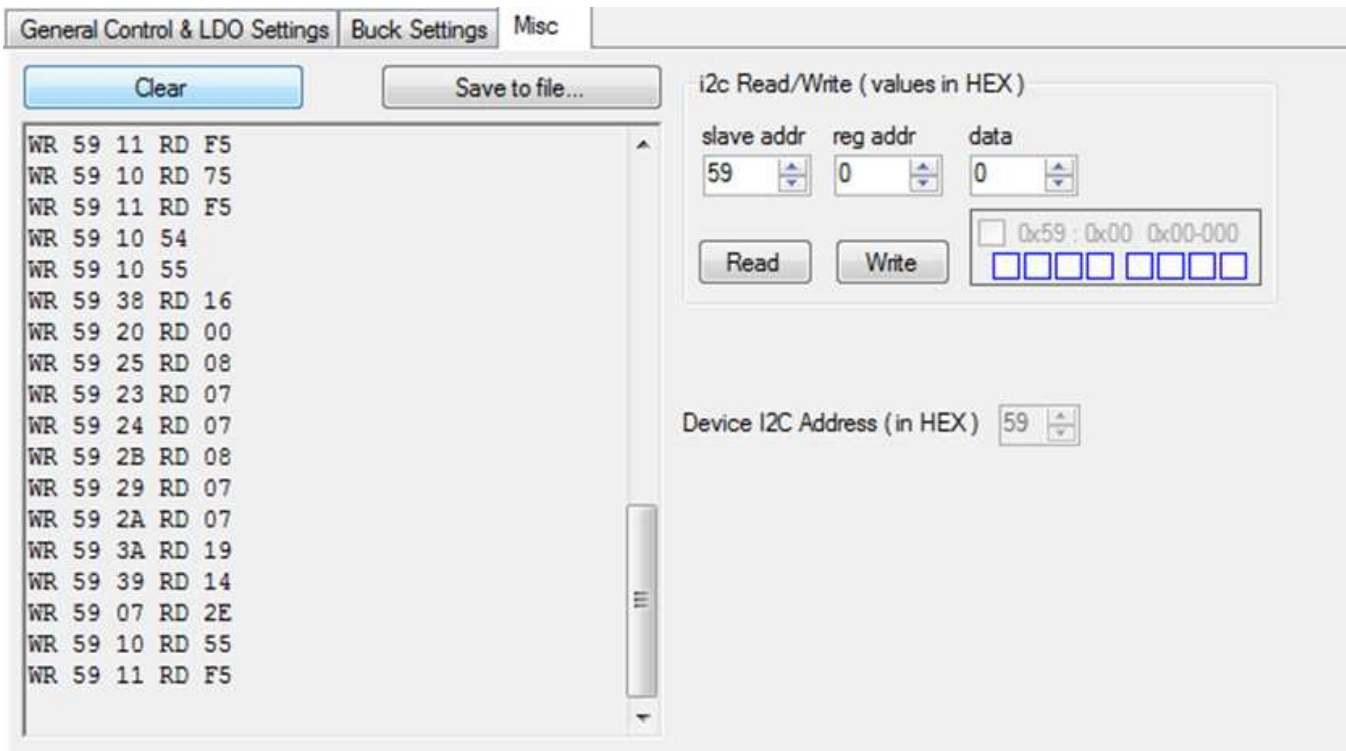 General Control & LDO Settings Buck Settings Misc
Clear Save to file...
WR 59 11 RD F5
WR 59 10 RD 75
WR 59 11 RD F5
WR 59 10 54
WR 59 10 55
WR 59 38 RD 16
WR 59 20 RD 00
WR 59 25 RD 08
WR 59 23 RD 07
WR 59 24 RD 07
WR 59 2B RD 08
WR 59 29 RD 07
WR 59 2A RD 07
WR 59 3A RD 19
WR 59 39 RD 14
WR 59 07 RD 2E
WR 59 10 RD 55
WR 59 11 RD F5
i2c Read/Write ( values in HEX )
slave addr reg addr data
59 0 0
0x59 : 0x00 0x00-000
Read Write
Device I2C Address ( in HEX ) 59